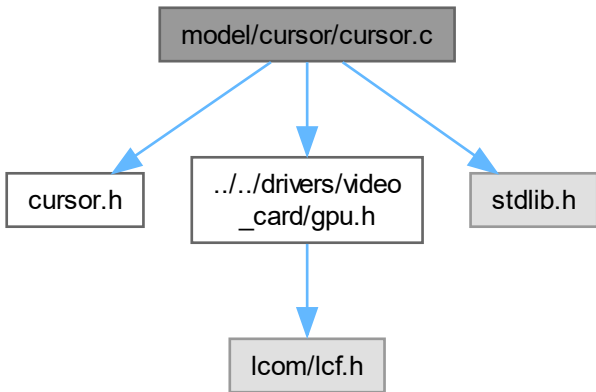 model/cursor/cursor.c
cursor.h
../../drivers/video
_card/gpu.h
stdlib.h
lcom/lcf.h